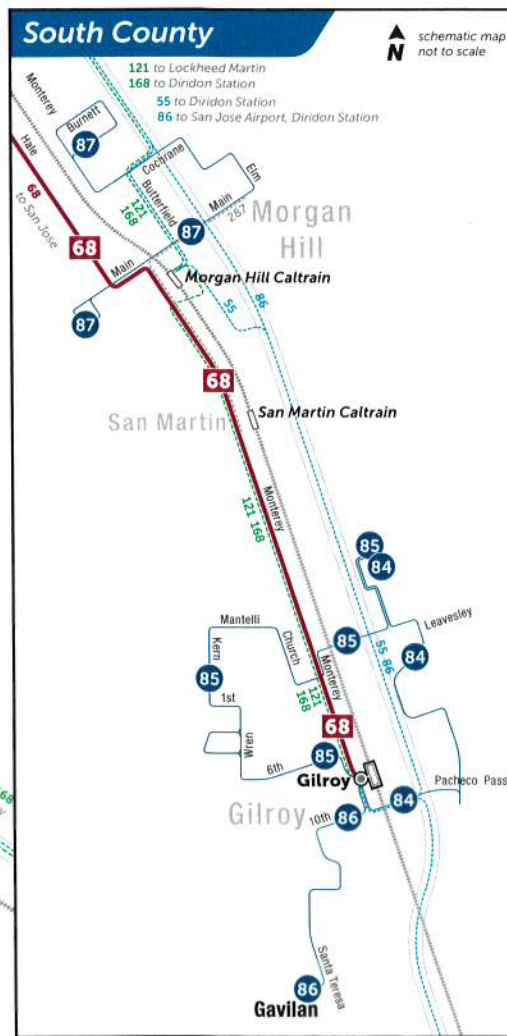 South County
N
schematic map
not to scale
121 to Lockheed Martin
168 to Diridon Station
55 to Diridon Station
86 to San Jose Airport, Diridon Station
Monterey
Burnett
87
Hale
Cochrane
Elm
68
to San Jose
Butterfield
121
168
Main
287
Morgan
Hill
87
68
Main
Morgan Hill Caltrain
87
55
86
68
San Martin
San Martin Caltrain
Monterey
121 168
85
84
Mantelli
Leavesley
Church
85
Kern
Monterey
84
55 86
85
1st
121
168
68
Wren
85
6th
Gilroy
Pacheco Pass
84
Gilroy
86
10th
Santa Teresa
86
Gavilan
168